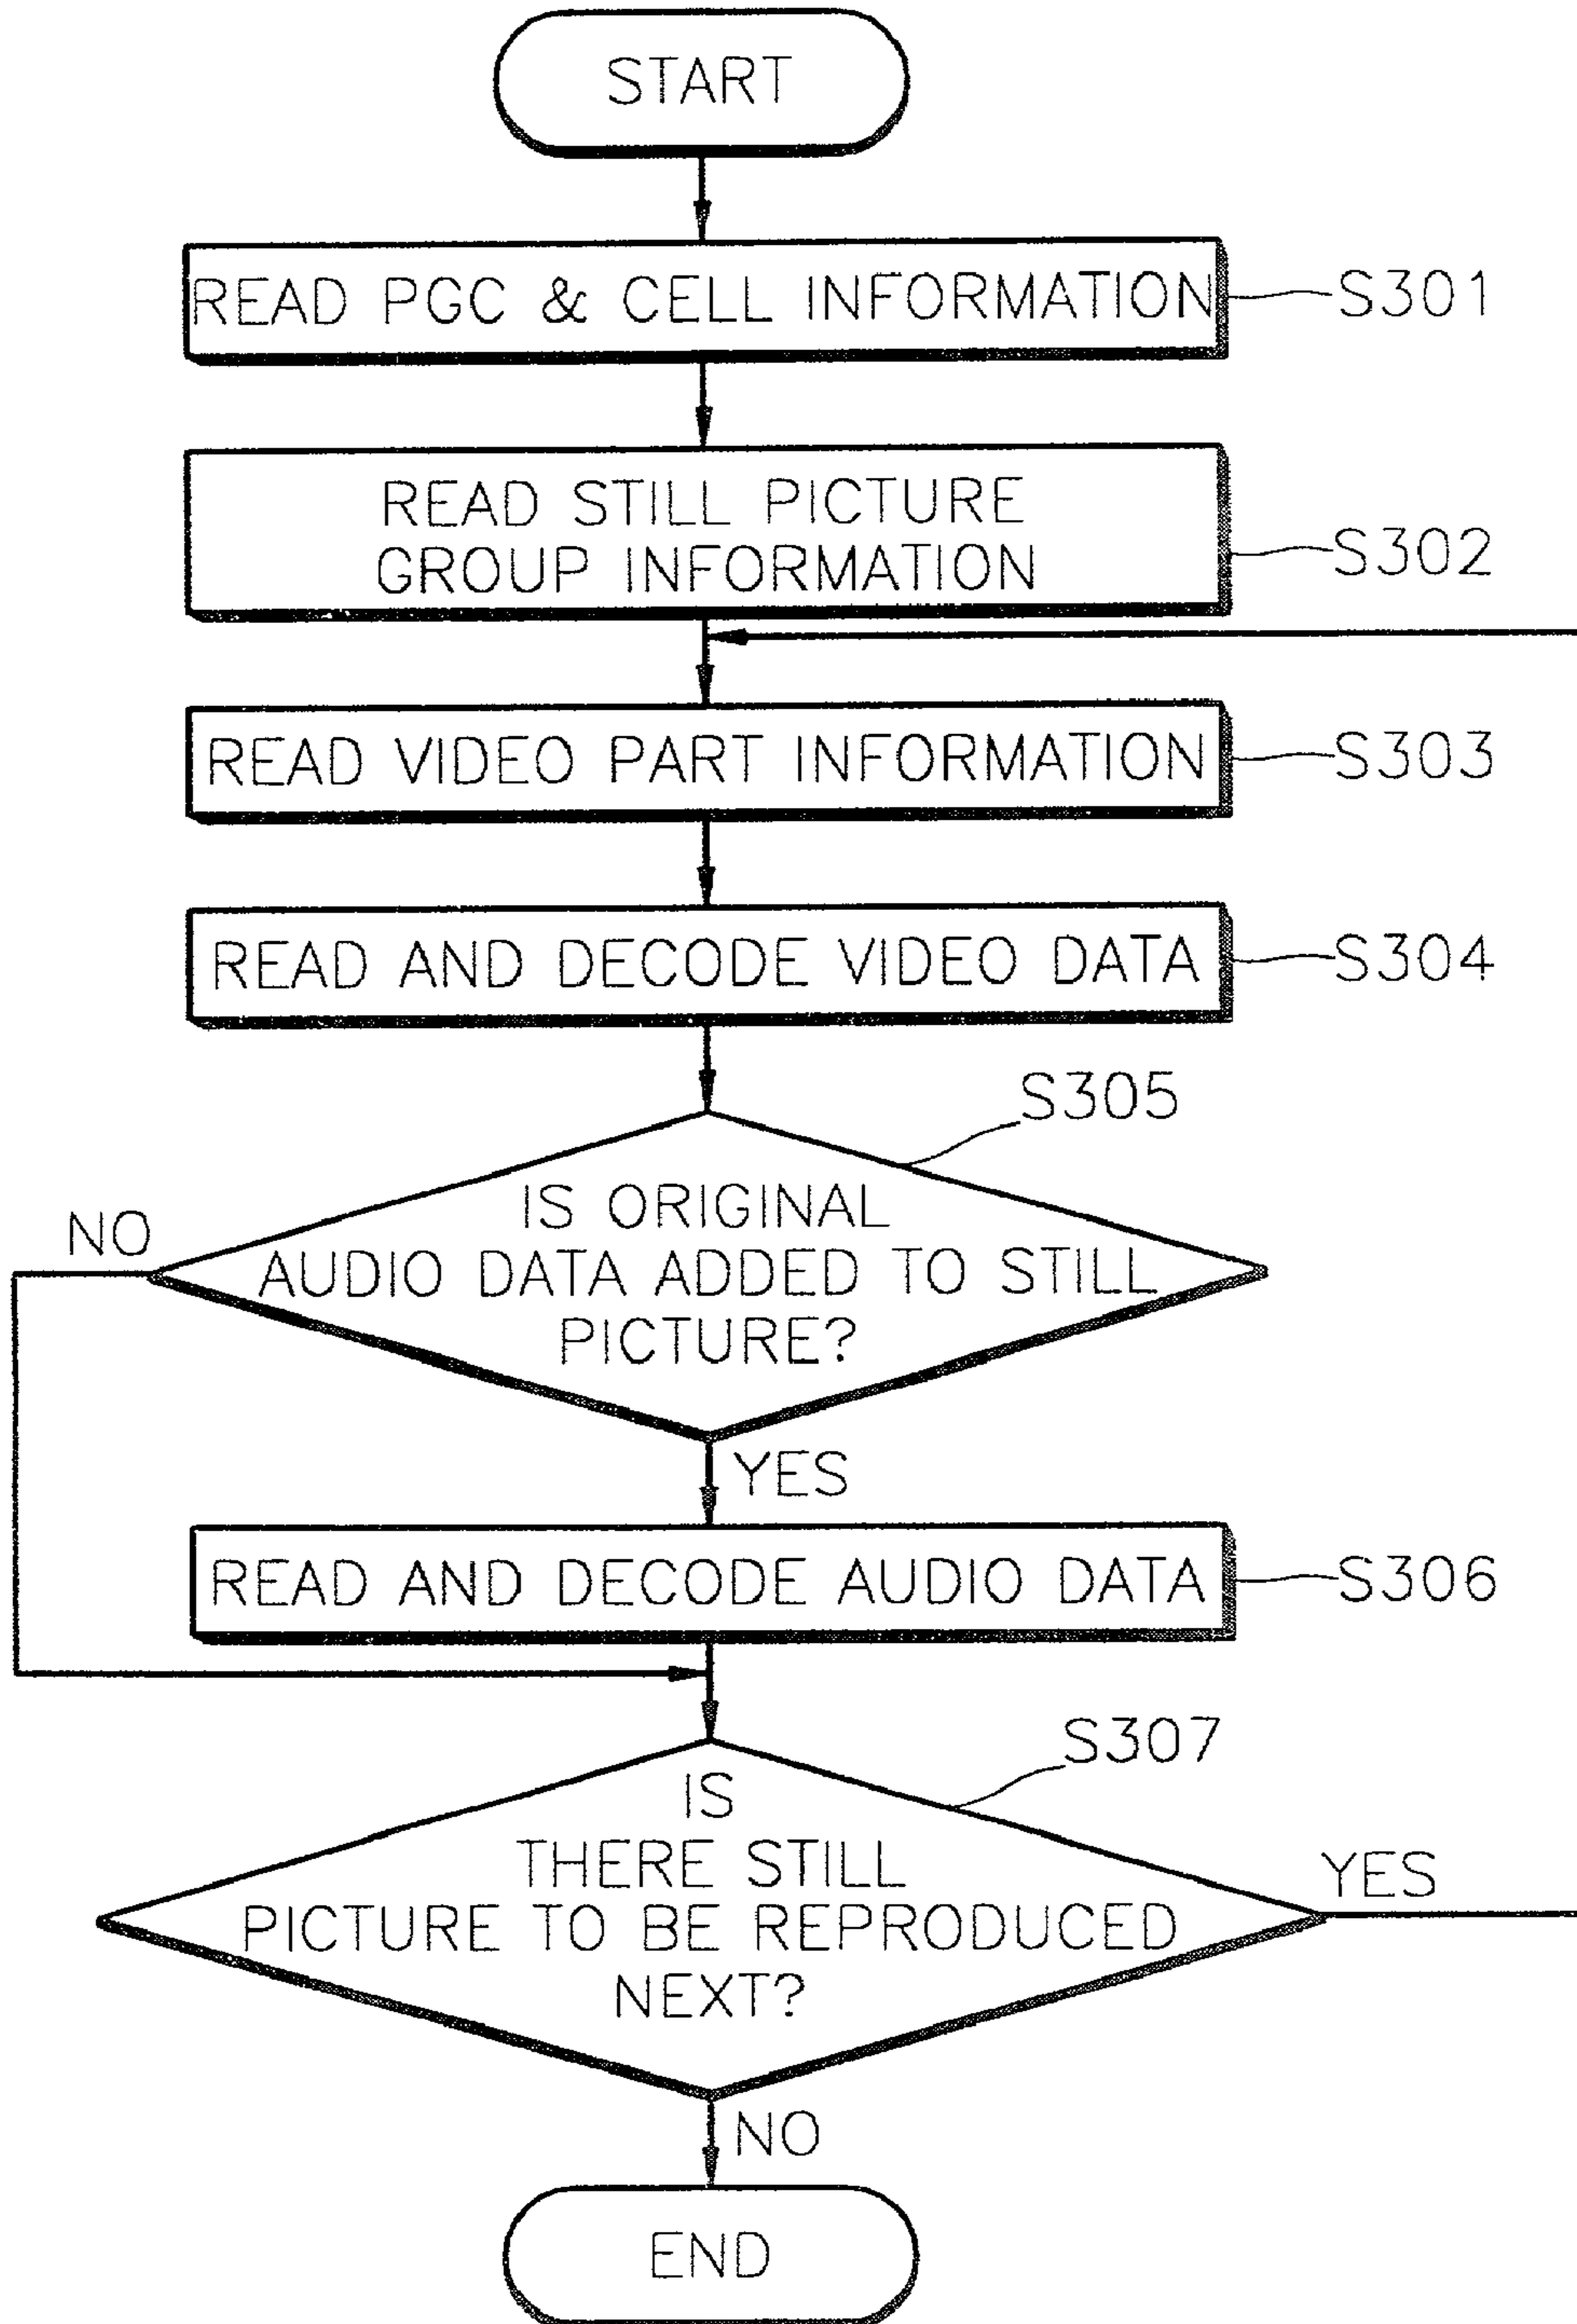 START
READ PGC & CELL INFORMATION
S301
READ STILL PICTURE
GROUP INFORMATION
S302
READ VIDEO PART INFORMATION
S303
READ AND DECODE VIDEO DATA
S304
S305
IS ORIGINAL
AUDIO DATA ADDED TO STILL
PICTURE?
NO
YES
READ AND DECODE AUDIO DATA
S306
S307
IS
THERE STILL
PICTURE TO BE REPRODUCED
NEXT?
YES
NO
END